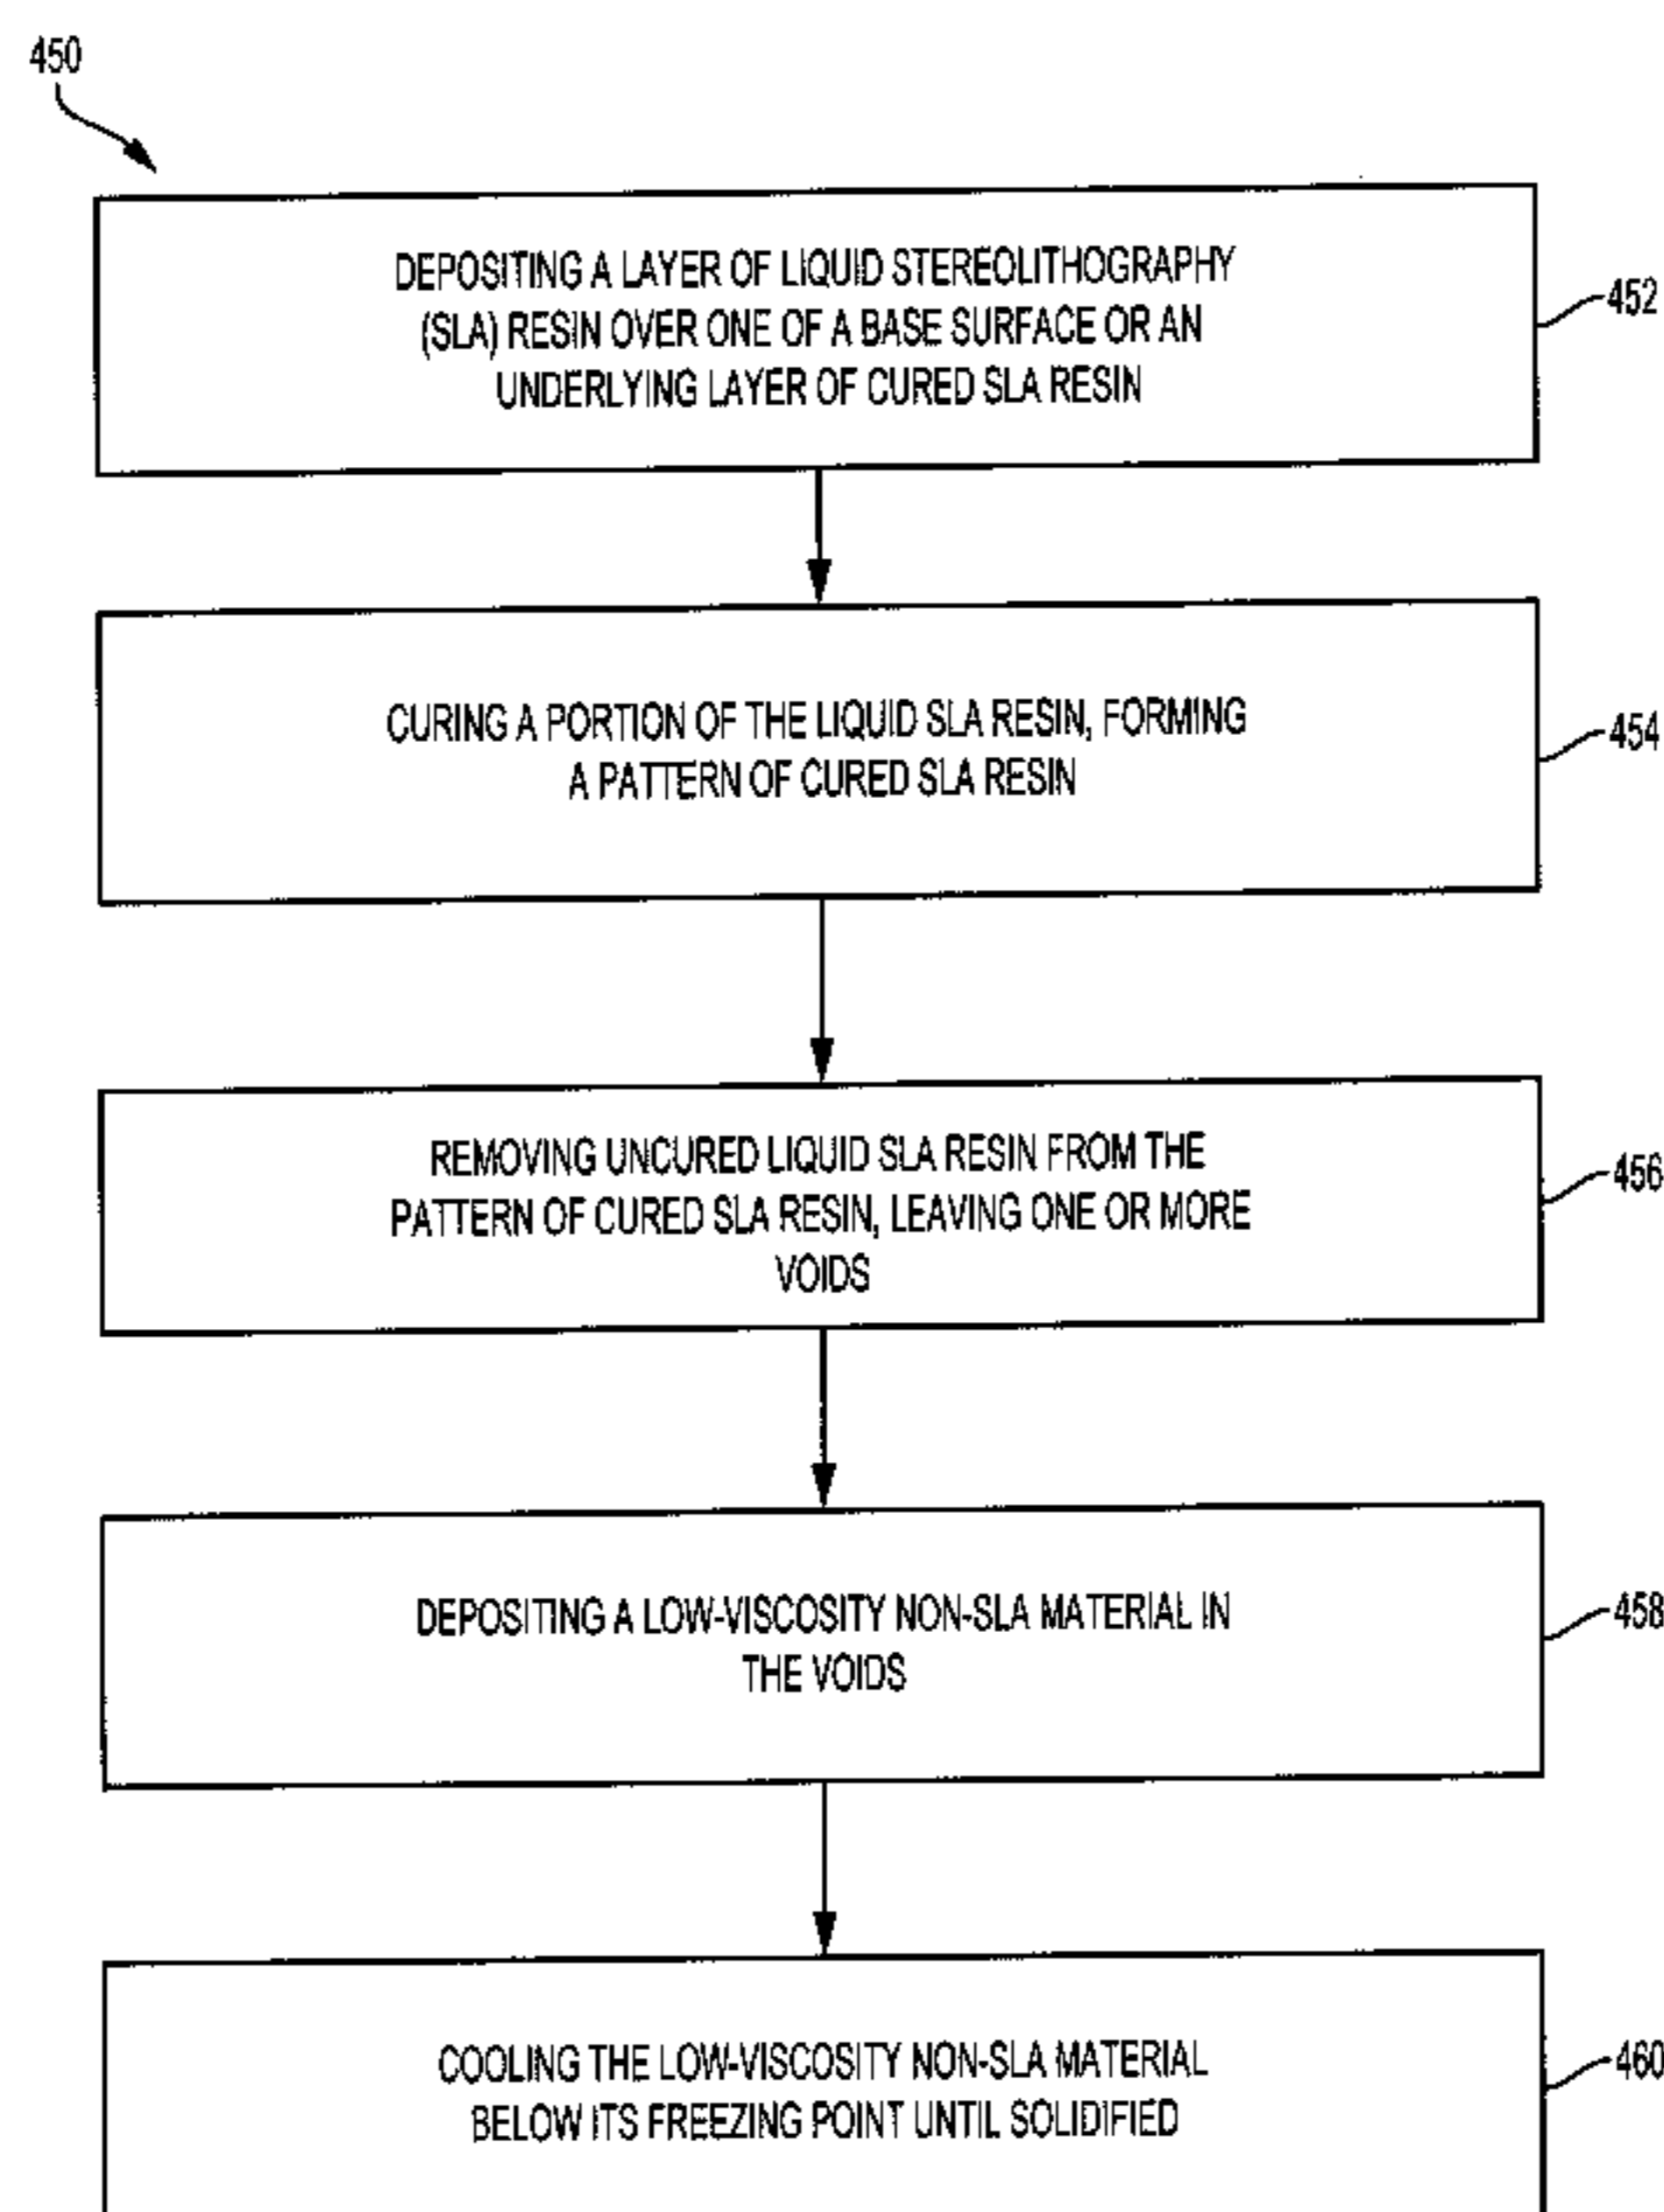 450
DEPOSITING A LAYER OF LIQUID STEREOLITHOGRAPHY
(SLA) RESIN OVER ONE OF A BASE SURFACE OR AN
UNDERLYING LAYER OF CURED SLA RESIN
452
CURING A PORTION OF THE LIQUID SLA RESIN, FORMING
A PATTERN OF CURED SLA RESIN
454
REMOVING UNCURED LIQUID SLA RESIN FROM THE
PATTERN OF CURED SLA RESIN, LEAVING ONE OR MORE
VOIDS
456
DEPOSITING A LOW-VISCOSITY NON-SLA MATERIAL IN
THE VOIDS
458
COOLING THE LOW-VISCOSITY NON-SLA MATERIAL
BELOW ITS FREEZING POINT UNTIL SOLIDIFIED
460